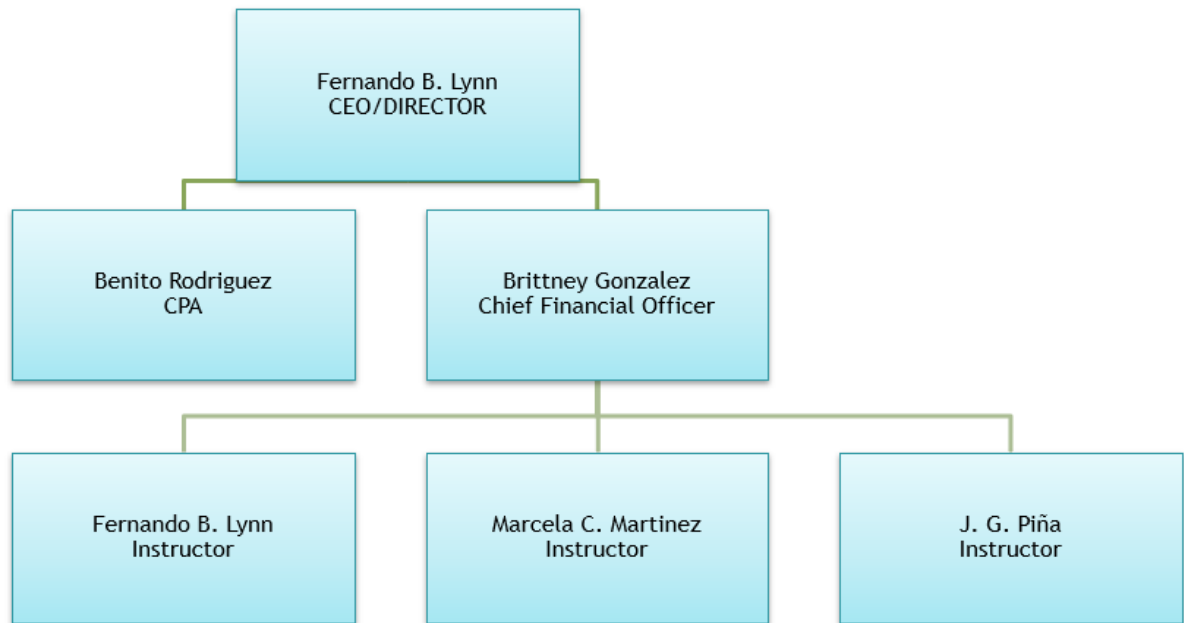 Fernando B. Lynn
CEO/DIRECTOR
Benito Rodriguez
CPA
Brittney Gonzalez
Chief Financial Officer
Fernando B. Lynn
Instructor
Marcela C. Martinez
Instructor
J. G. Piña
Instructor